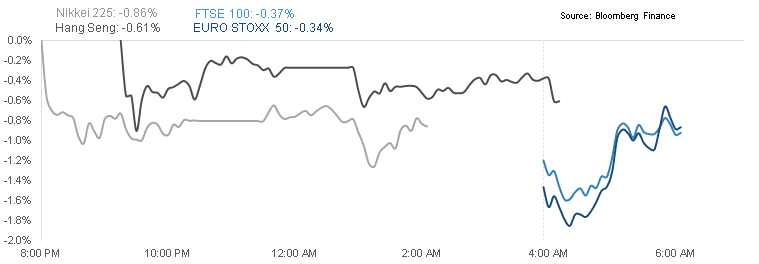 Nikkei 225: -0.86% FTSE 100: -0.37%
Source: Bloomberg Finance
Hang Seng: -0.61% EURO STOXX 50: -0.34%
0.0%
-0.2%
-0.4%
-0.6%
-0.8%
-1.0%
-1.2%
-1.4%
-1.6%
-1.8%
-2.0%
8:00 PM 10:00 PM 12:00 AM 2:00 AM 4:00 AM 6:00 AM